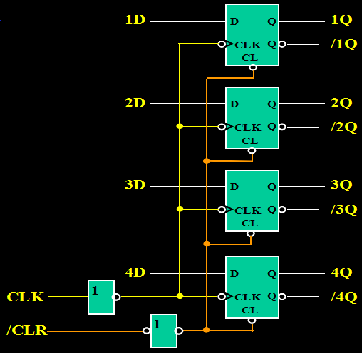 1D D Q 1Q
CLK Q /1Q
CL
2D D Q 2Q
CLK Q /2Q
CL
3D D Q 3Q
CLK Q /3Q
CL
4D D Q 4Q
CLK 1 CLK Q /4Q
CL
/CLR 1